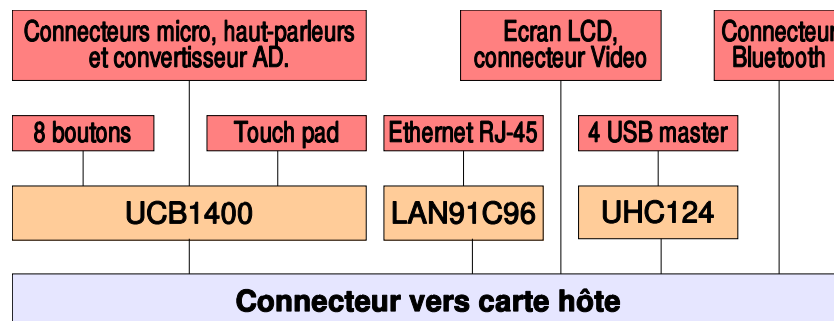 Connecteurs micro, haut-parleurs
et convertisseur AD.
Ecran LCD,
connecteur Video
Connecteur
Bluetooth
8 boutons
Touch pad
Ethernet RJ-45
4 USB master
UCB1400
LAN91C96
UHC124
Connecteur vers carte hôte